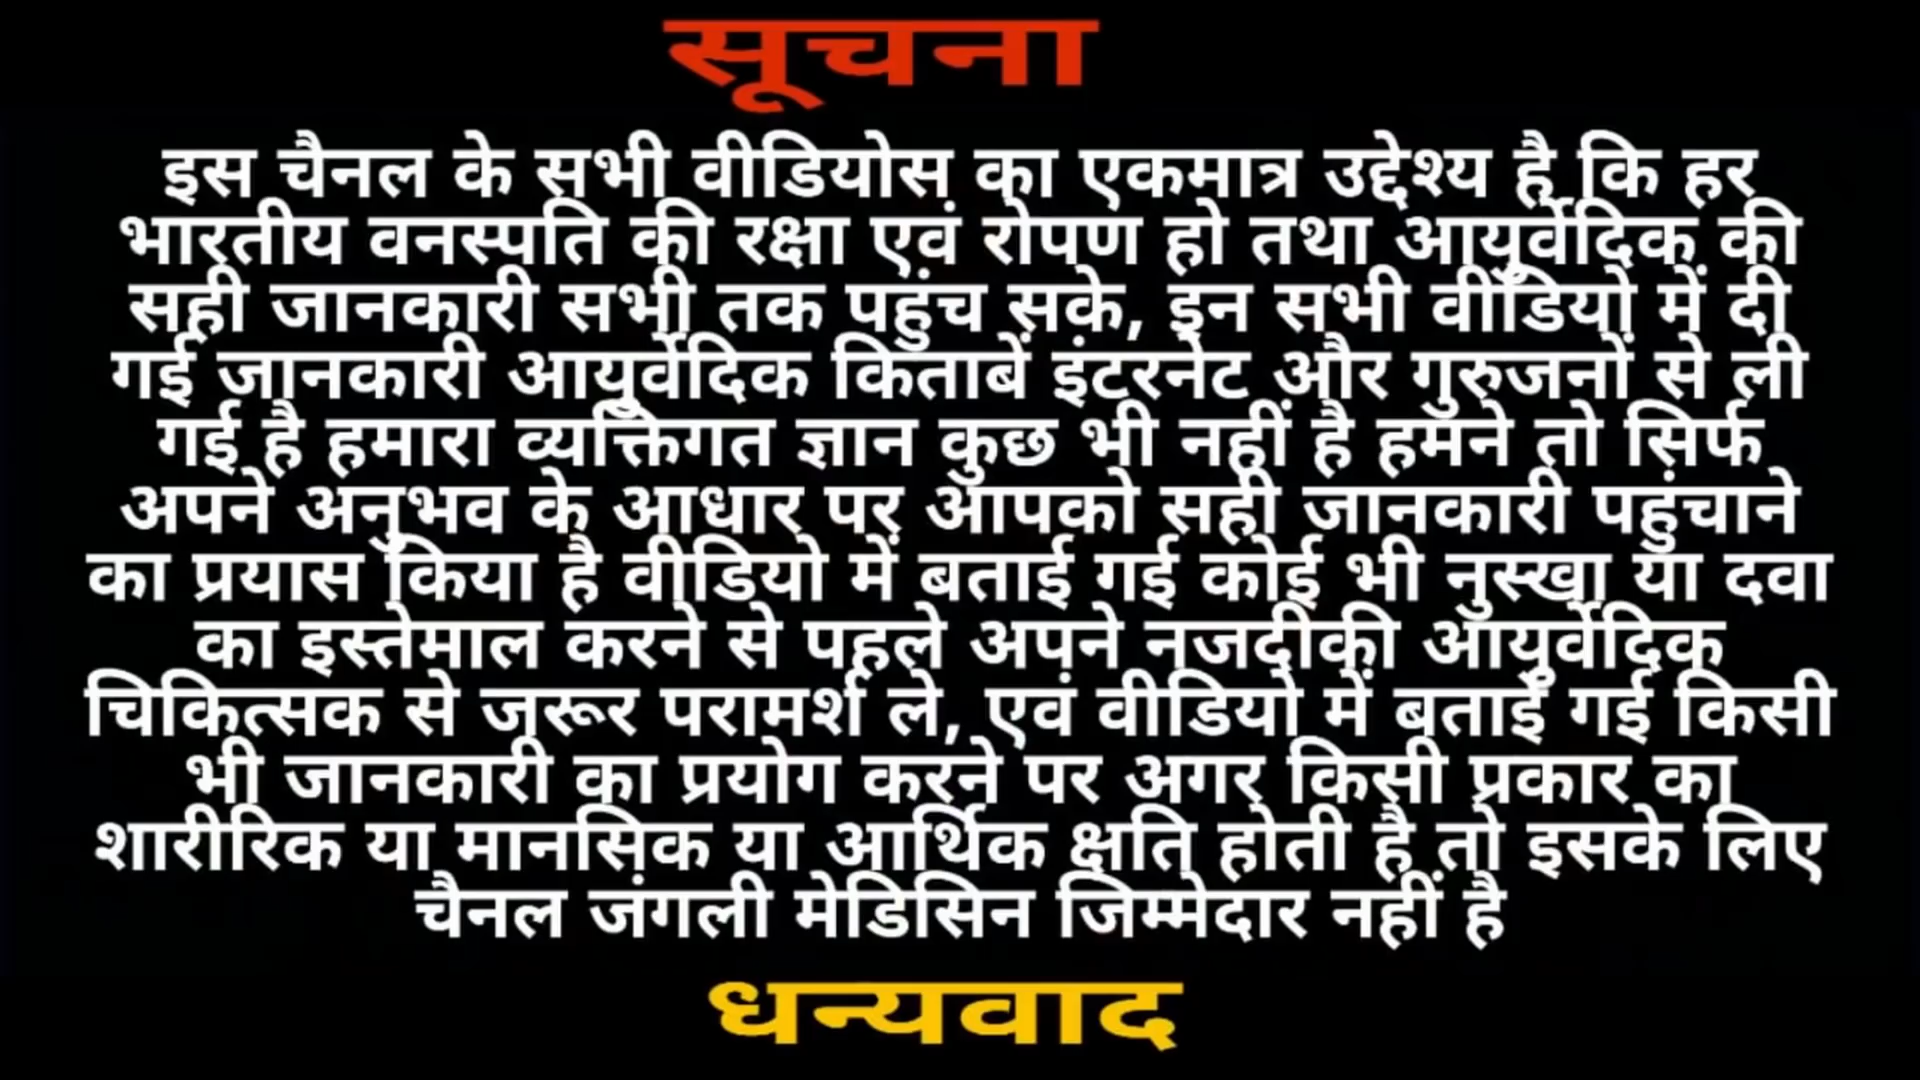 सूचना
इस चैनल के सभी वीडियोस का एकमात्र उद्देश्य है कि हर
भारतीय वनस्पति की रक्षा एवं रोपण हो तथा आयुर्वेदिक की
सही जानकारी सभी तक पहुंच सके, इन सभी वीडियो में दी
गई जानकारी आयुर्वेदिक किताबें इंटरनेट और गुरुजनों से ली
गई है हमारा व्यक्तिगत ज्ञान कुछ भी नहीं है हमने तो सिर्फ
अपने अनुभव के आधार पर आपको सही जानकारी पहुंचाने
का प्रयास किया है वीडियो में बताई गई कोई भी नुस्खा या दवा
का इस्तेमाल करने से पहले अपने नजदीकी आयुर्वेदिक
चिकित्सक से जरूर परामर्श ले, एवं वीडियो में बताई गई किसी
भी जानकारी का प्रयोग करने पर अगर किसी प्रकार का
शारीरिक या मानसिक या आर्थिक क्षति होती है तो इसके लिए
चैनल जंगली मेडिसिन जिम्मेदार नहीं है
धन्यवाद